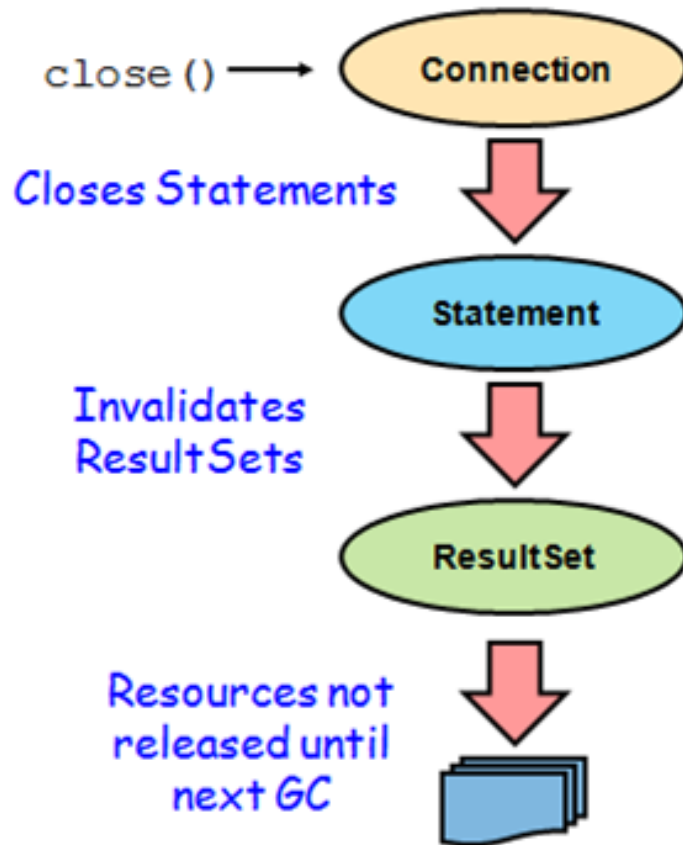 close()
Connection
Closes Statements
Statement
Invalidates
ResultSets
ResultSet
Resources not
released until
next GC